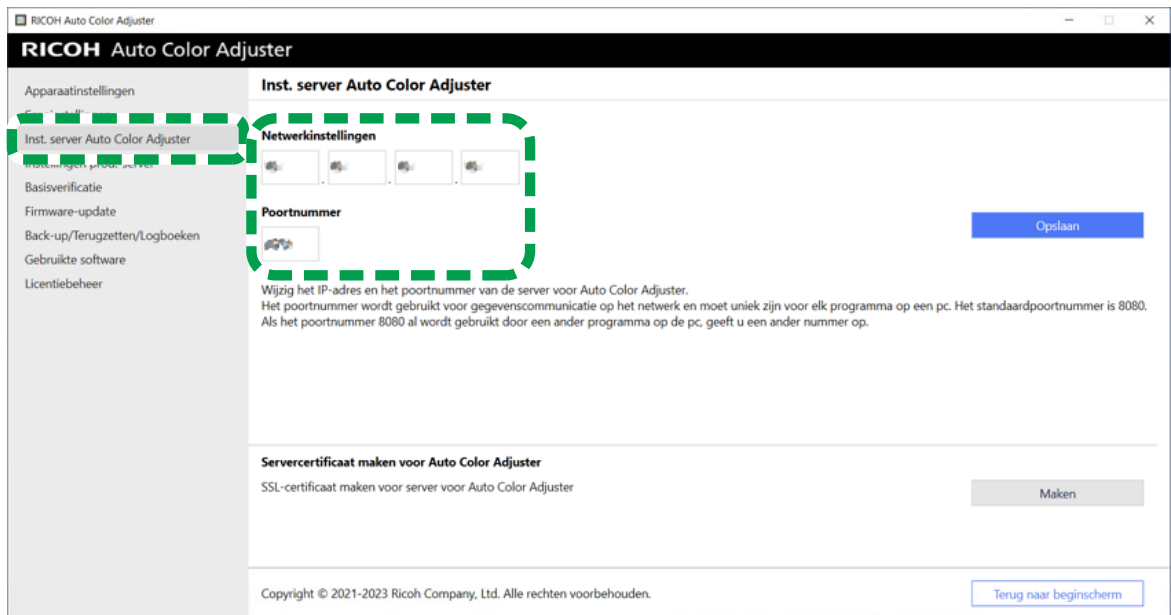 RICOH Auto Color Adjuster
RICOH Auto Color Adjuster
Apparaatinstellingen
Inst. server Auto Color Adjuster
Instellingen prod. server
Basisverificatie
Firmware-update
Back-up/Terugzetten/Logboeken
Gebruikte software
Licentiebeheer
Inst. server Auto Color Adjuster
Netwerkinstellingen
. . .
Poortnummer
Opslaan
Wijzig het IP-adres en het poortnummer van de server voor Auto Color Adjuster.
Het poortnummer wordt gebruikt voor gegevenscommunicatie op het netwerk en moet uniek zijn voor elk programma op een pc. Het standaardpoortnummer is 8080.
Als het poortnummer 8080 al wordt gebruikt door een ander programma op de pc, geeft u een ander nummer op.
Servercertificaat maken voor Auto Color Adjuster
SSL-certificaat maken voor server voor Auto Color Adjuster
Maken
Copyright © 2021-2023 Ricoh Company, Ltd. Alle rechten voorbehouden.
Terug naar beginscherm